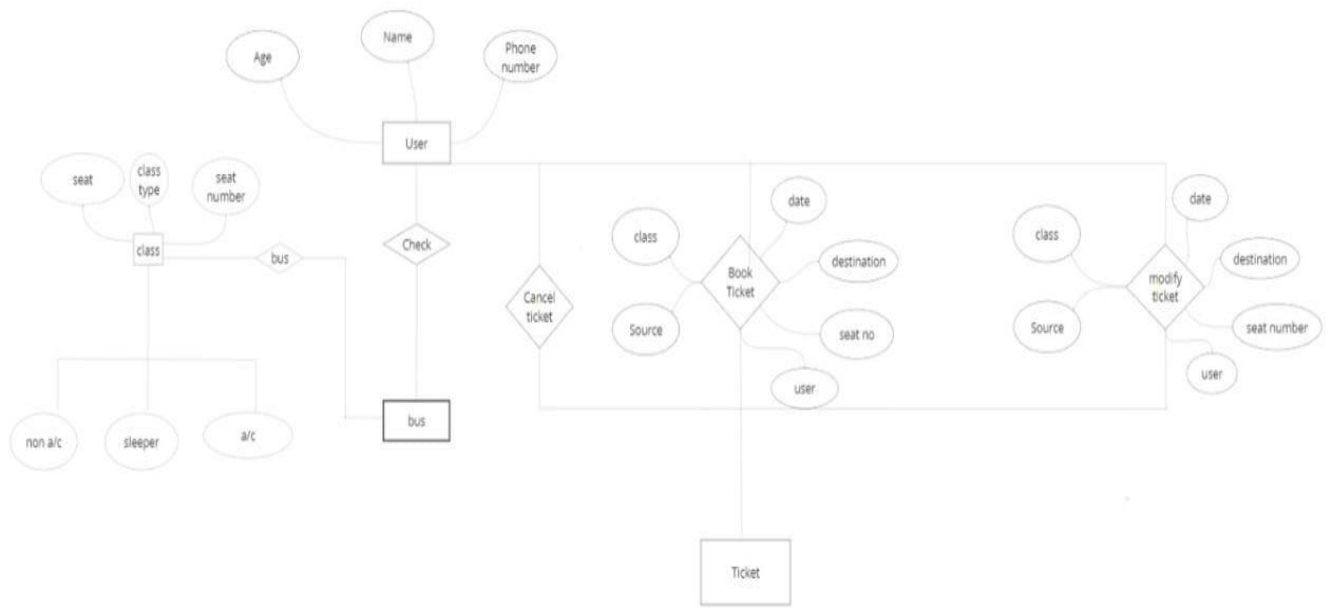 Age
Name
Phone
number
User
seat
class
type
seat
number
class
bus
Check
non a/c
sleeper
a/c
bus
Cancel
ticket
class
date
Book
Ticket
destination
Source
seat no
user
class
date
modify
ticket
destination
Source
seat number
user
Ticket